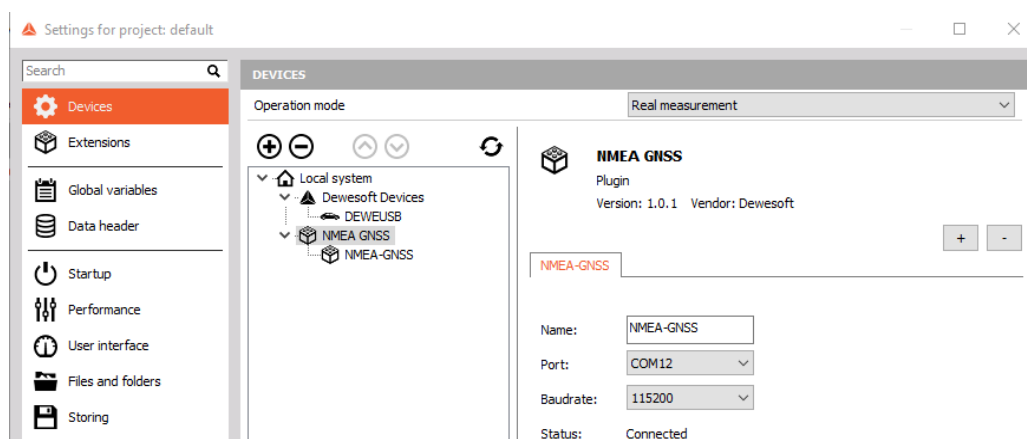 Settings for project: default
Search
DEVICES
Devices
Operation mode
Real measurement
Extensions
Global variables
Data header
Startup
Performance
User interface
Files and folders
Storing
Local system
Dewesoft Devices
DEWEUSB
NMEA GNSS
NMEA-GNSS
NMEA GNSS
Plugin
Version: 1.0.1 Vendor: Dewesoft
+ -
NMEA-GNSS
Name: NMEA-GNSS
Port: COM12
Baudrate: 115200
Status: Connected